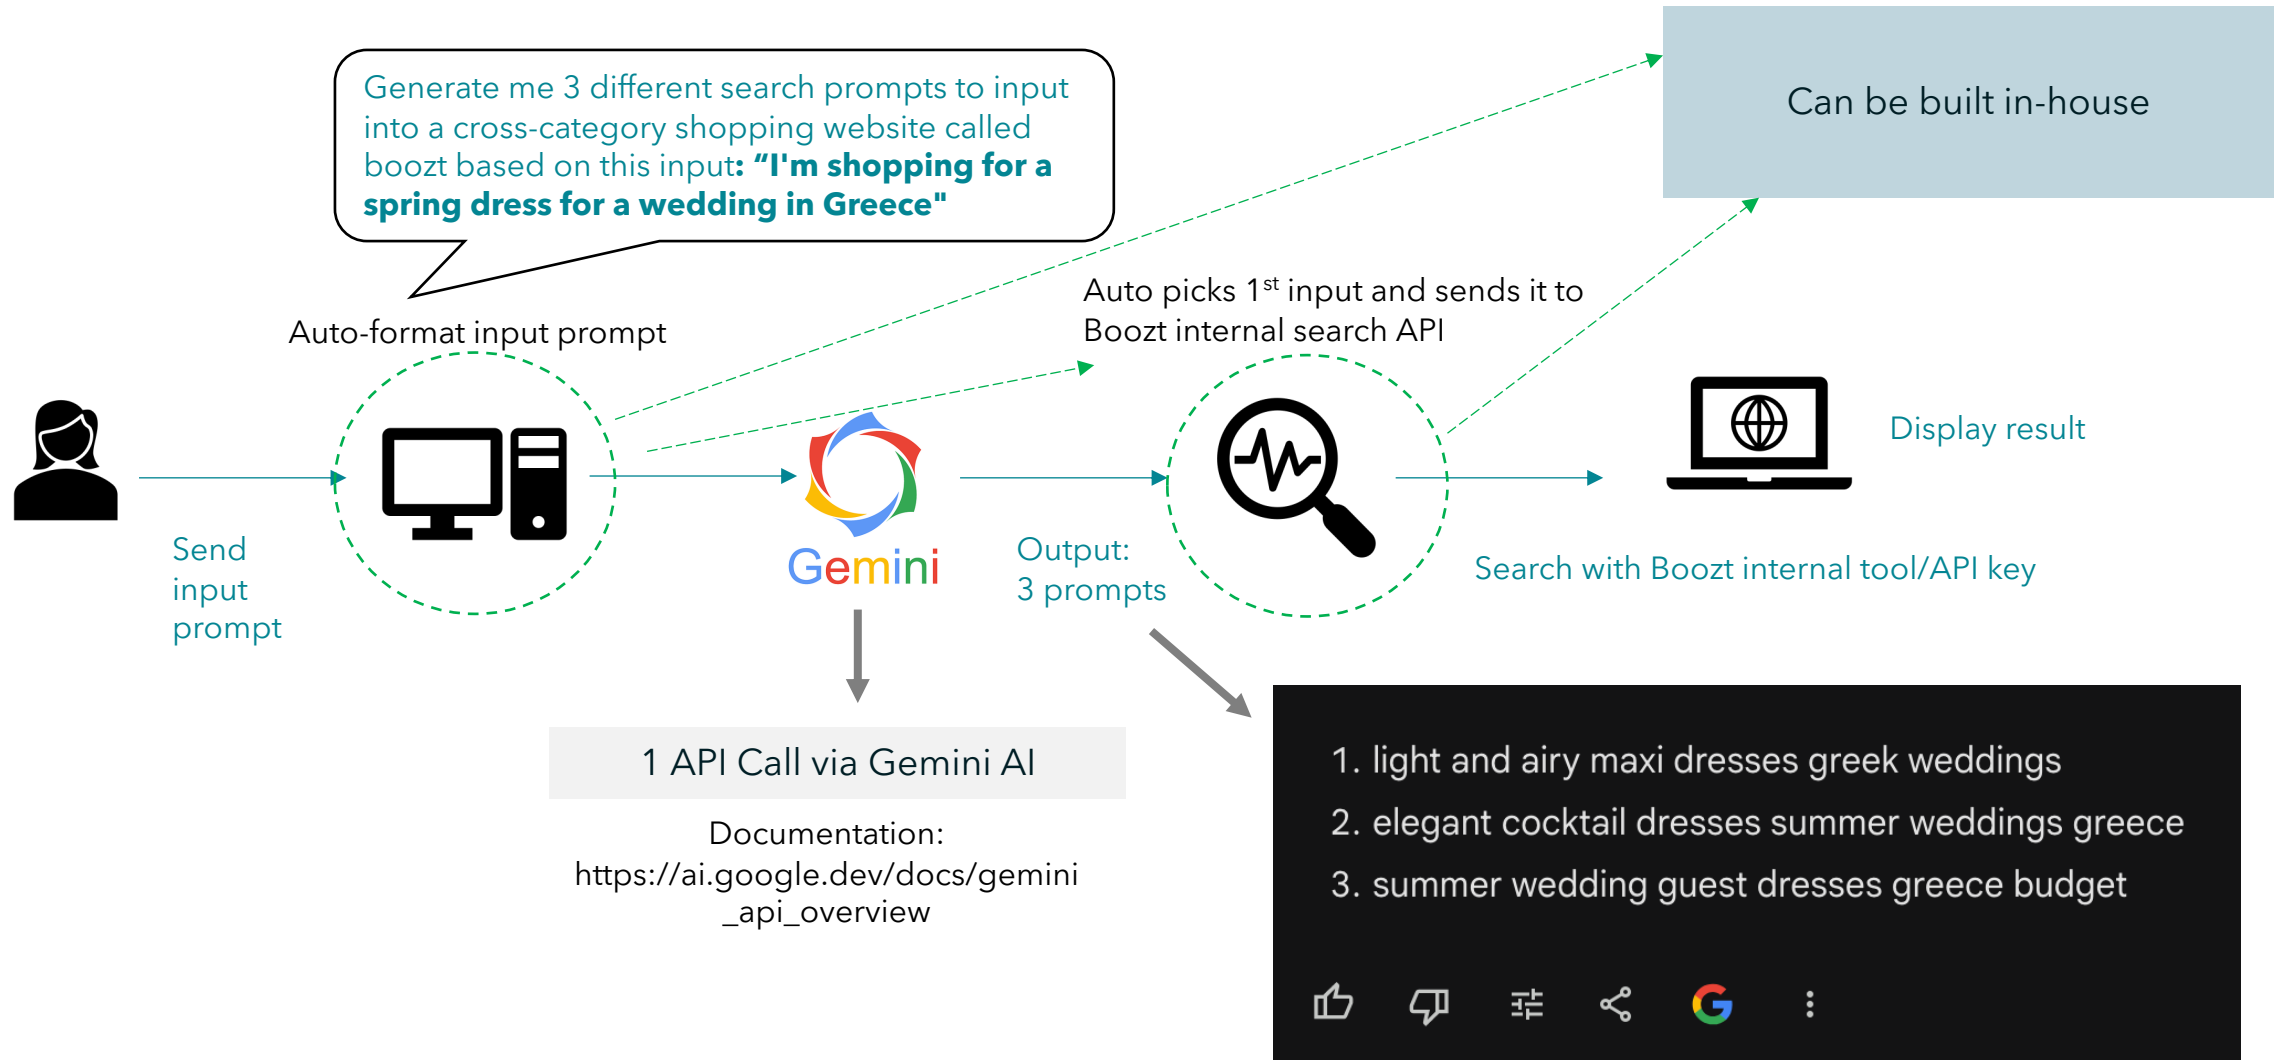 Can be built in-house
Generate me 3 different search prompts to input
into a cross-category shopping website called
boozt based on this input: “I'm shopping for a
spring dress for a wedding in Greece"
Auto picks 1st input and sends it to
Boozt internal search API
Auto-format input prompt
Display result
Send
input
prompt
Gemini
Output:
3 prompts
Search with Boozt internal tool/API key
1 API Call via Gemini AI
Documentation:
https://ai.google.dev/docs/gemini
_api_overview
1. light and airy maxi dresses greek weddings
2. elegant cocktail dresses summer weddings greece
3. summer wedding guest dresses greece budget
G